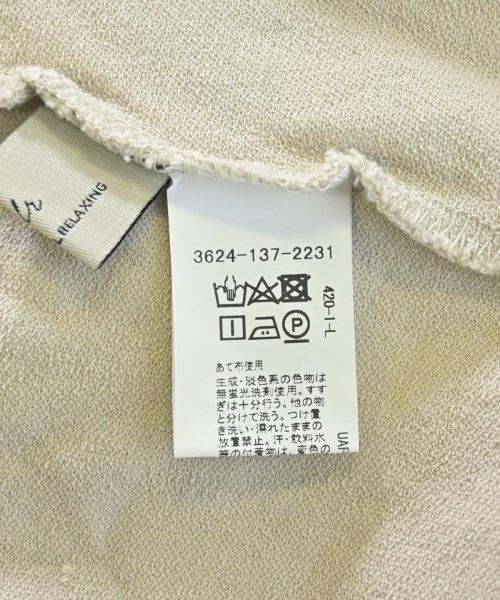 RELAXING
3624-137-2231
420-1-L
P
あて布使用
生成・淡色系の色物は
無蛍光洗剤使用。すす
ぎは十分行う。他の物
と分けて洗う。つけ置
き洗い・濡れたままの
放置禁止。汗・飲料水
等の付着物は、変色の
UAF